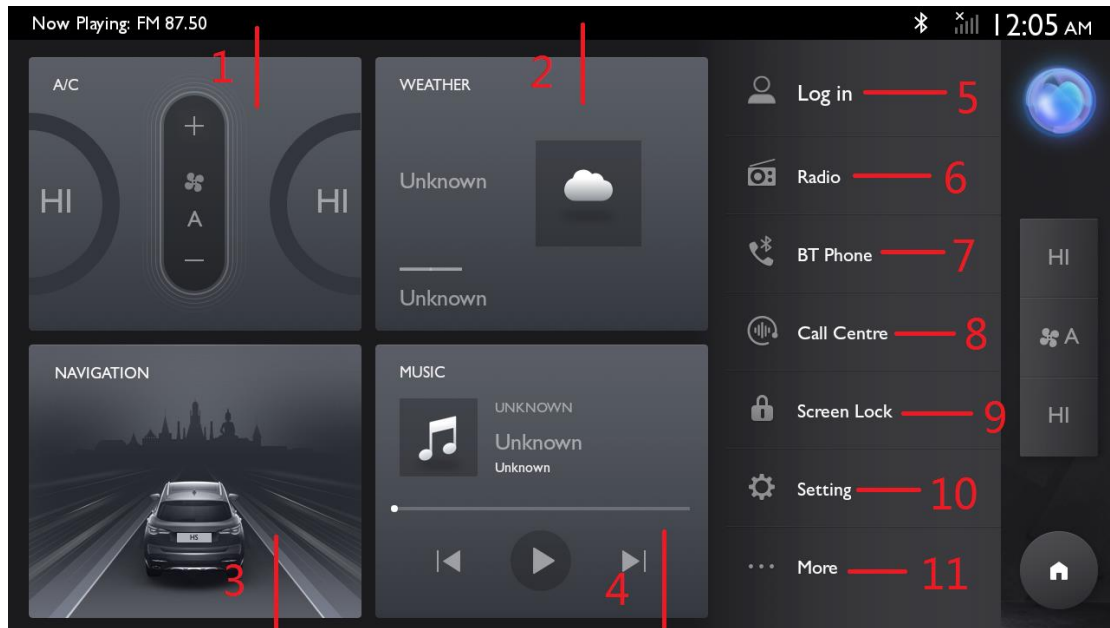 Now Playing: FM 87.50
12:05 AM
A/C
1
+
HI
A
HI
−
WEATHER
2
Unknown
Unknown
NAVIGATION
HS
3
MUSIC
UNKNOWN
Unknown
Unknown
4
Log in 5
Radio 6
BT Phone 7
Call Centre 8
Screen Lock 9
Setting 10
More 11
HI
A
HI